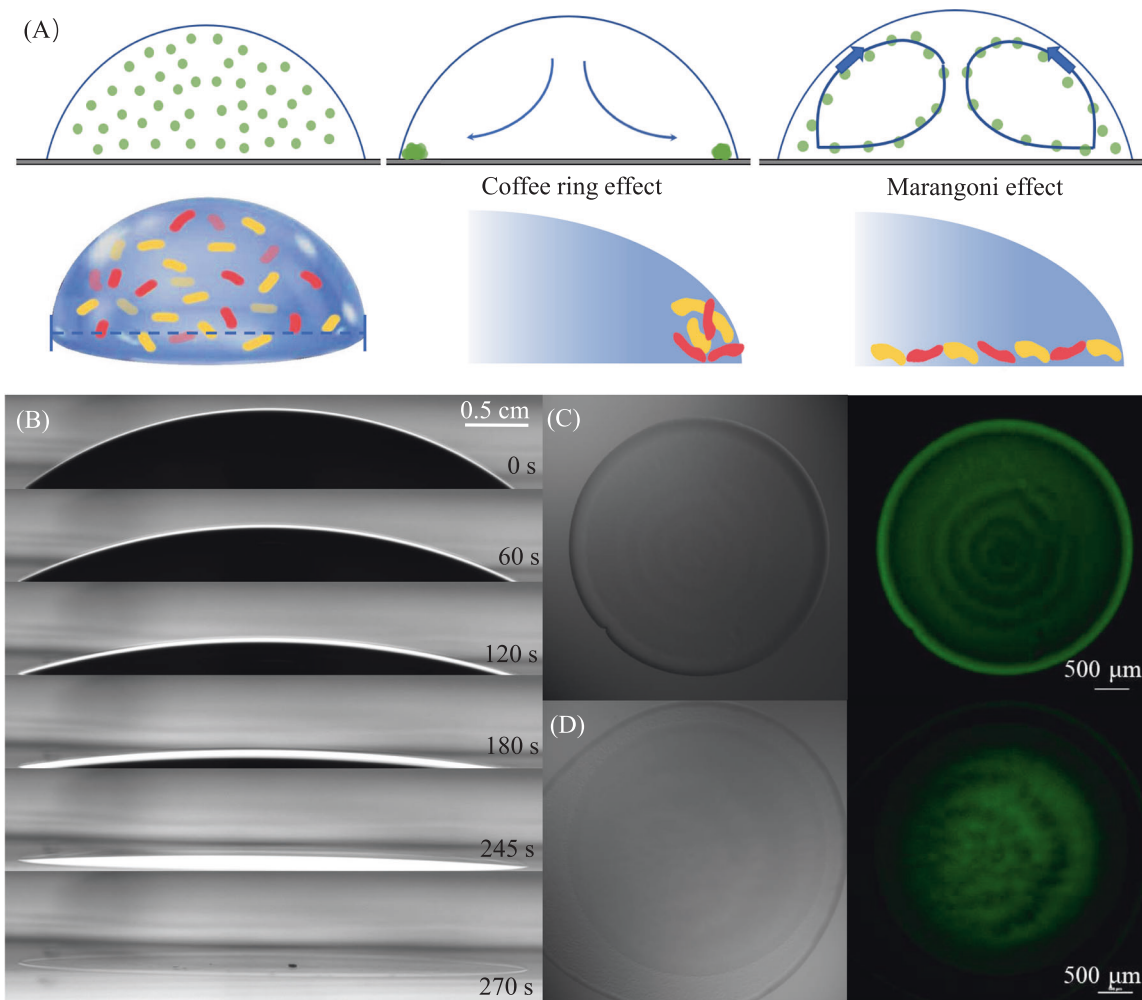 (A)
Coffee ring effect
Marangoni effect
(B)
0.5 cm
0 s
60 s
120 s
180 s
245 s
270 s
(C)
500 μm
(D)
500 μm